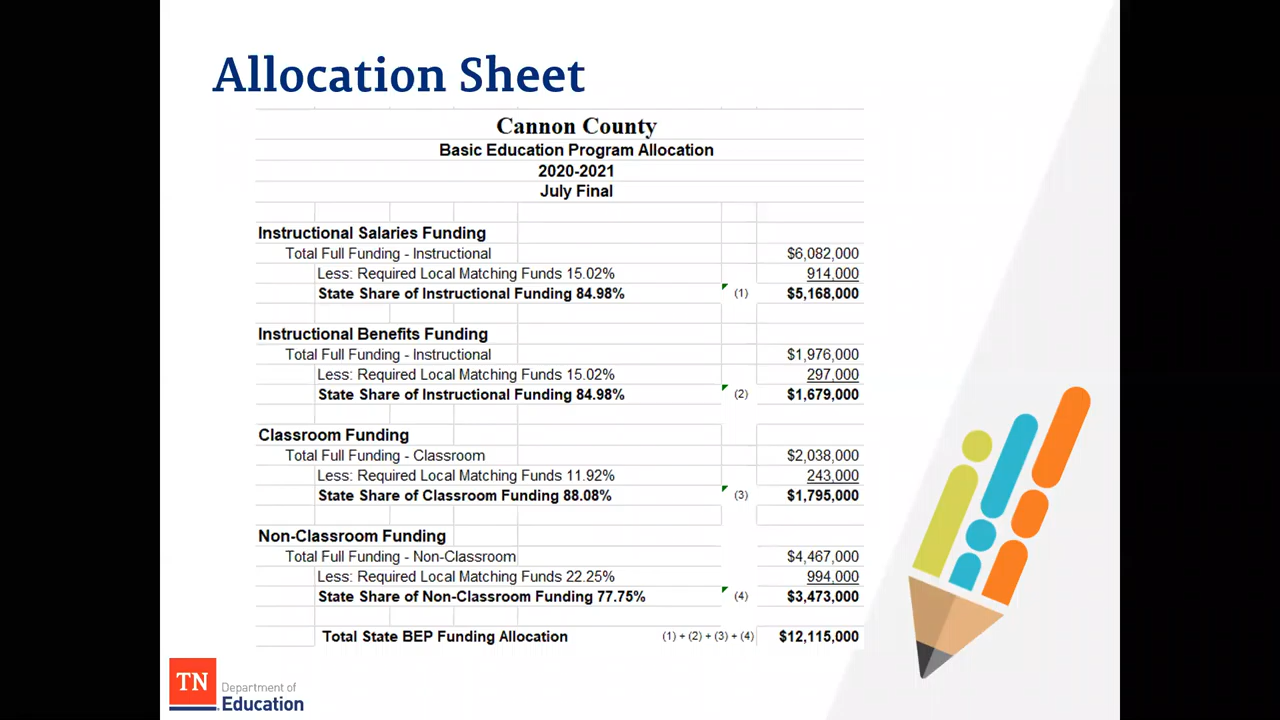 Allocation Sheet
Cannon County
Basic Education Program Allocation
2020-2021
July Final
Instructional Salaries Funding
Total Full Funding - Instructional $6,082,000
Less: Required Local Matching Funds 15.02% 914,000
State Share of Instructional Funding 84.98% (1) $5,168,000
Instructional Benefits Funding
Total Full Funding - Instructional $1,976,000
Less: Required Local Matching Funds 15.02% 297,000
State Share of Instructional Funding 84.98% (2) $1,679,000
Classroom Funding
Total Full Funding - Classroom $2,038,000
Less: Required Local Matching Funds 11.92% 243,000
State Share of Classroom Funding 88.08% (3) $1,795,000
Non-Classroom Funding
Total Full Funding - Non-Classroom $4,467,000
Less: Required Local Matching Funds 22.25% 994,000
State Share of Non-Classroom Funding 77.75% (4) $3,473,000
Total State BEP Funding Allocation (1) + (2) + (3) + (4) $12,115,000
TN
Department of
Education